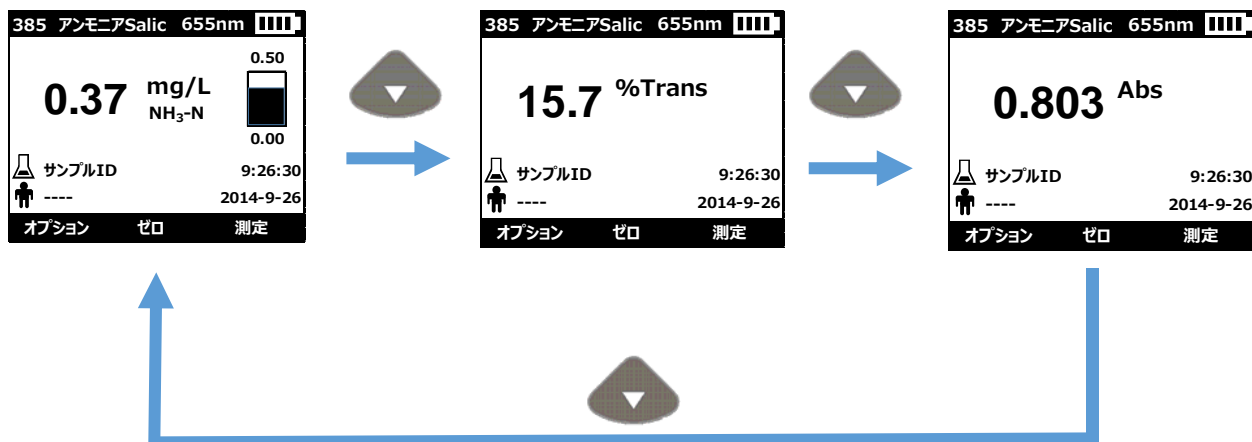 385 アンモニアSalic 655nm
0.50
0.37 mg/L
NH₃-N
0.00
サンプルID 9:26:30
---- 2014-9-26
オプション ゼロ 測定
385 アンモニアSalic 655nm
15.7 %Trans
サンプルID 9:26:30
---- 2014-9-26
オプション ゼロ 測定
385 アンモニアSalic 655nm
0.803 Abs
サンプルID 9:26:30
---- 2014-9-26
オプション ゼロ 測定